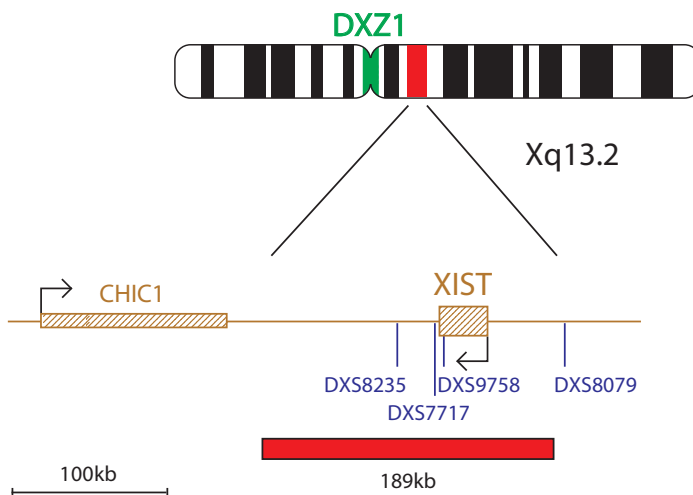 DXZ1
Xq13.2
CHIC1
XIST
DXS8235
DXS9758
DXS8079
DXS7717
100kb
189kb